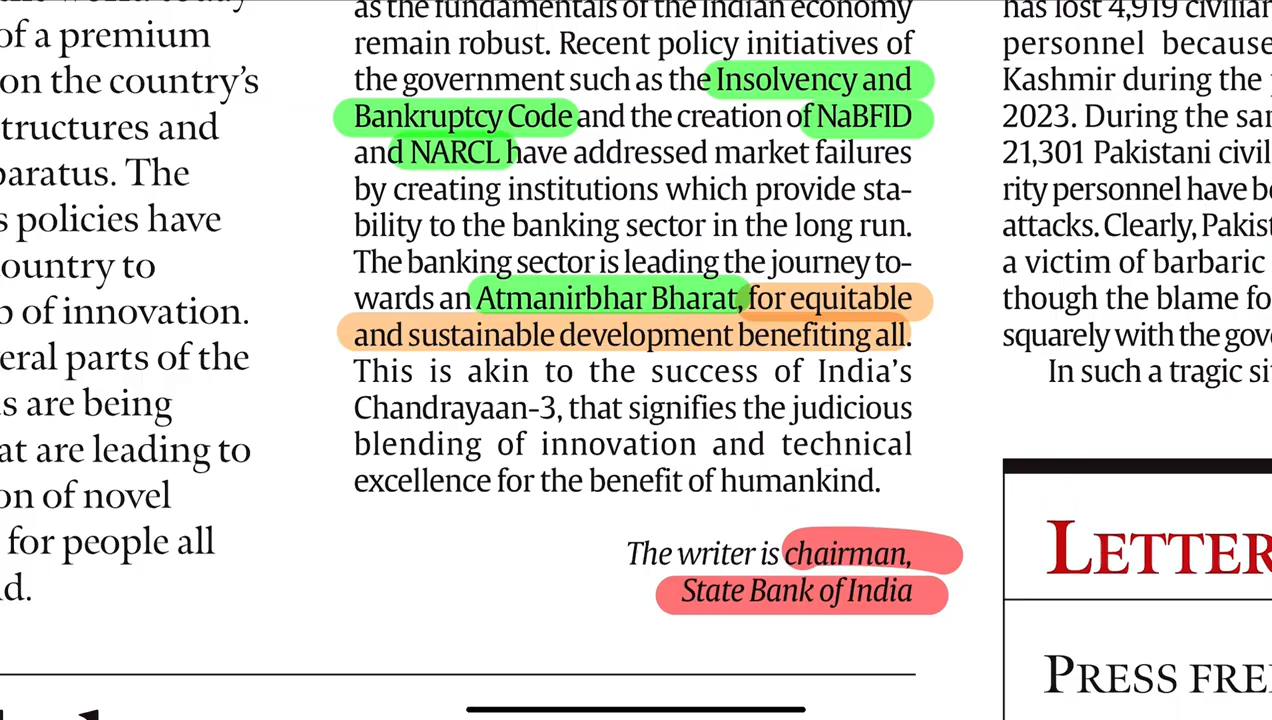 of a premium
on the country's
structures and
paratus. The
s policies have
country to
b of innovation.
eral parts of the
are being
at are leading to
on of novel
for people all
d.
as the fundamentals of the Indian economy
remain robust. Recent policy initiatives of
the government such as the Insolvency and
Bankruptcy Code and the creation of NaBFID
and NARCL have addressed market failures
by creating institutions which provide sta-
bility to the banking sector in the long run.
The banking sector is leading the journey to-
wards an Atmanirbhar Bharat, for equitable
and sustainable development benefiting all.
This is akin to the success of India's
Chandrayaan-3, that signifies the judicious
blending of innovation and technical
excellence for the benefit of humankind.
The writer is chairman,
State Bank of India
has lost 4,919 civilian
personnel because
Kashmir during the
2023. During the sam
21,301 Pakistani civil
rity personnel have be
attacks. Clearly, Pakist
a victim of barbaric
though the blame fo
squarely with the gove
In such a tragic sit
LETTER
PRESS FREE